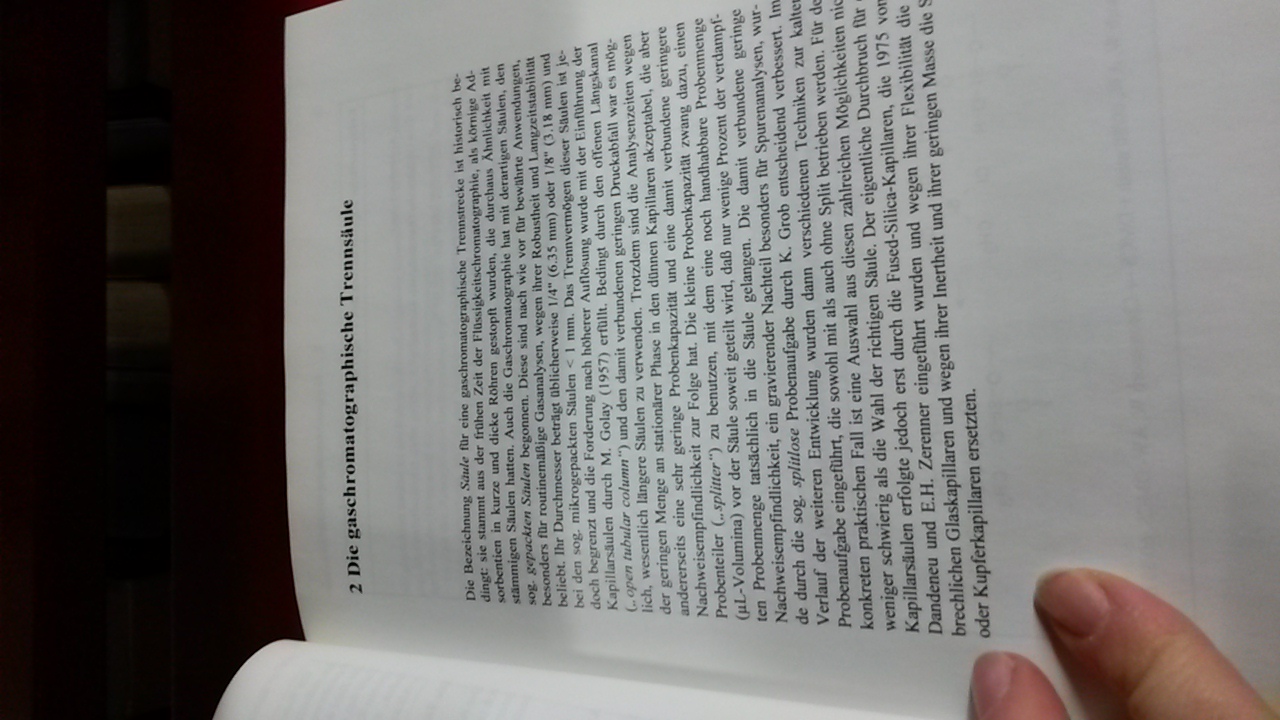 2 Die gaschromatographische Trennsäule
Die Bezeichnung Säule für eine gaschromatographische Trennstrecke ist historisch be-
dingt: sie stammt aus der frühen Zeit der Flüssigkeitschromatographie, als körnige Ad-
sorbentien in kurze und dicke Röhren gestopft wurden, die durchaus Ähnlichkeit mit
stämmigen Säulen hatten. Auch die Gaschromatographie hat mit derartigen Säulen, den
sog. gepackten Säulen begonnen. Diese sind nach wie vor für bewährte Anwendungen,
besonders für routinemäßige Gasanalysen, wegen ihrer Robustheit und Langzeitstabilität
beliebt. Ihr Durchmesser beträgt üblicherweise 1/4" (6.35 mm) oder 1/8" (3.18 mm) und
bei den sog. mikrogepackten Säulen < 1 mm. Das Trennvermögen dieser Säulen ist je-
doch begrenzt und die Forderung nach höherer Auflösung wurde mit der Einführung der
Kapillarsäulen durch M. Golay (1957) erfüllt. Bedingt durch den offenen Längskanal
(„open tubular column“) und den damit verbundenen geringen Druckabfall war es mög-
lich, wesentlich längere Säulen zu verwenden. Trotzdem sind die Analysenzeiten wegen
der geringen Menge an stationärer Phase in den dünnen Kapillaren akzeptabel, die aber
andererseits eine sehr geringe Probenkapazität und eine damit verbundene geringere
Nachweisempfindlichkeit zur Folge hat. Die kleine Probenkapazität zwang dazu, einen
Probenteiler („splitter“) zu benutzen, mit dem eine noch handhabbare Probenmenge
(µL-Volumina) vor der Säule soweit geteilt wird, daß nur wenige Prozent der verdampf-
ten Probenmenge tatsächlich in die Säule gelangen. Die damit verbundene geringe
Nachweisempfindlichkeit, ein gravierender Nachteil besonders für Spurenanalysen, wur-
de durch die sog. splitlose Probenaufgabe durch K. Grob entscheidend verbessert. Im
Verlauf der weiteren Entwicklung wurden dann verschiedenen Techniken zur kalten
Probenaufgabe eingeführt, die sowohl mit als auch ohne Split betrieben werden. Für de
konkreten praktischen Fall ist eine Auswahl aus diesen zahlreichen Möglichkeiten nic
weniger schwierig als die Wahl der richtigen Säule. Der eigentliche Durchbruch für
Kapillarsäulen erfolgte jedoch erst durch die Fused-Silica-Kapillaren, die 1975 von
Dandeneu und E.H. Zerenner eingeführt wurden und wegen ihrer Flexibilität die
brechlichen Glaskapillaren und wegen ihrer Inertheit und ihrer geringen Masse die S
oder Kupferkapillaren ersetzten.